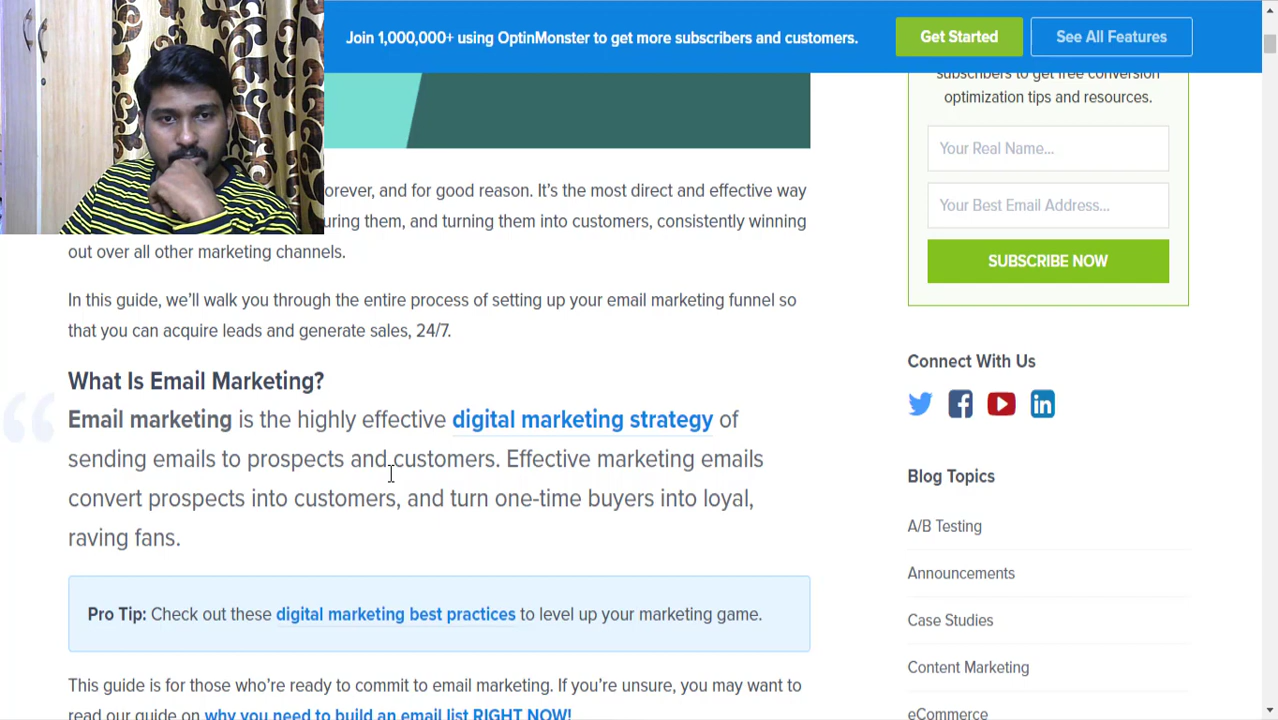 Join 1,000,000+ using OptinMonster to get more subscribers and customers.
Get Started
See All Features
orever, and for good reason. It's the most direct and effective way
uring them, and turning them into customers, consistently winning
out over all other marketing channels.
In this guide, we'll walk you through the entire process of setting up your email marketing funnel so
that you can acquire leads and generate sales, 24/7.
What Is Email Marketing?
Email marketing is the highly effective digital marketing strategy of
sending emails to prospects and customers. Effective marketing emails
convert prospects into customers, and turn one-time buyers into loyal,
raving fans.
Pro Tip: Check out these digital marketing best practices to level up your marketing game.
This guide is for those who're ready to commit to email marketing. If you're unsure, you may want to
read our guide on why you need to build an email list RIGHT NOW!
subscribers to get free conversion
optimization tips and resources.
Your Real Name...
Your Best Email Address...
SUBSCRIBE NOW
Connect With Us
Blog Topics
A/B Testing
Announcements
Case Studies
Content Marketing
eCommerce